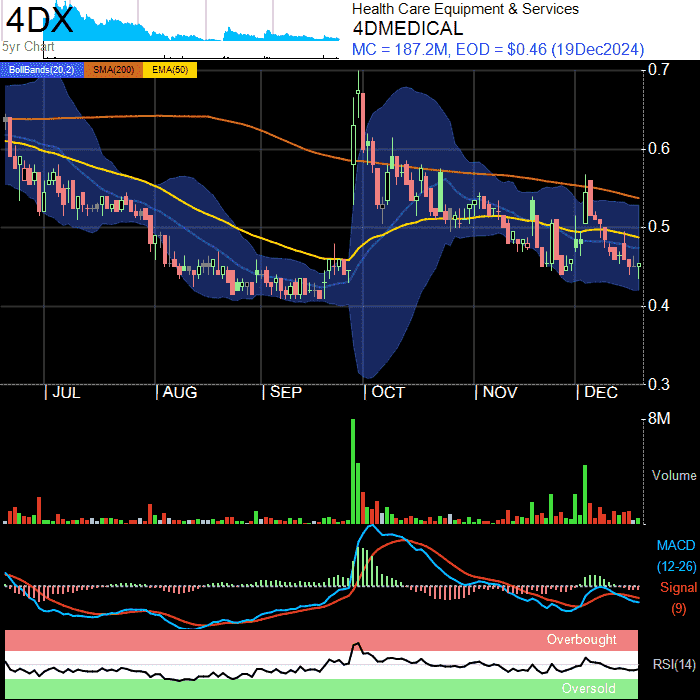 4DX
5yr Chart
Health Care Equipment & Services
4DMEDICAL
MC = 187.2M, EOD = $0.46 (19Dec2024)
BollBands(20,2) SMA(200) EMA(50)
0.7
0.6
0.5
0.4
0.3
| JUL | AUG | SEP | OCT | NOV | DEC
8M
Volume
MACD
(12-26)
Signal
(9)
Overbought
RSI(14)
Oversold